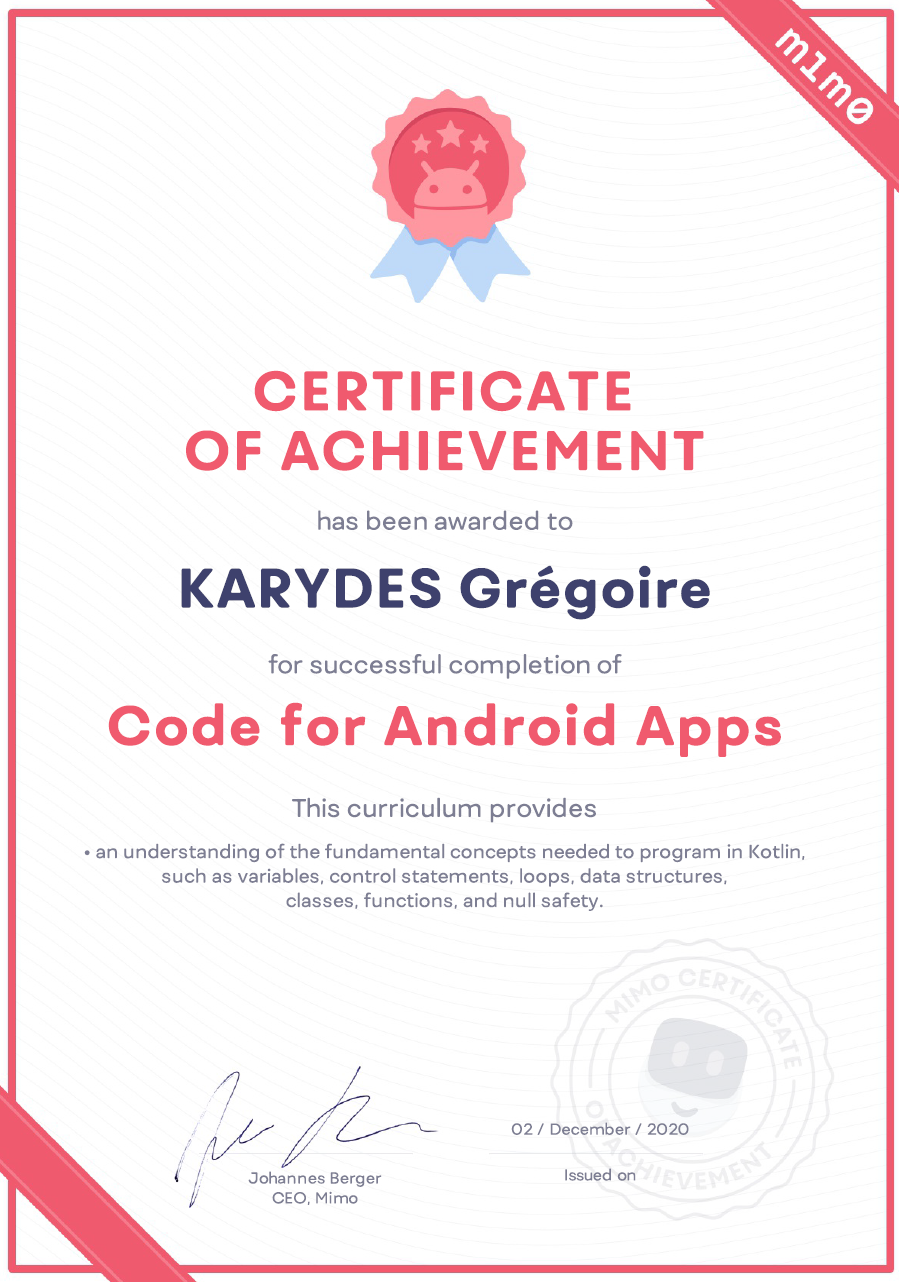 m1m0
CERTIFICATE
OF ACHIEVEMENT
has been awarded to
KARYDES Grégoire
for successful completion of
Code for Android Apps
This curriculum provides
• an understanding of the fundamental concepts needed to program in Kotlin,
such as variables, control statements, loops, data structures,
classes, functions, and null safety.
MIMO CERTIFICATE
OF ACHIEVEMENT
02 / December / 2020
Issued on
Johannes Berger
CEO, Mimo